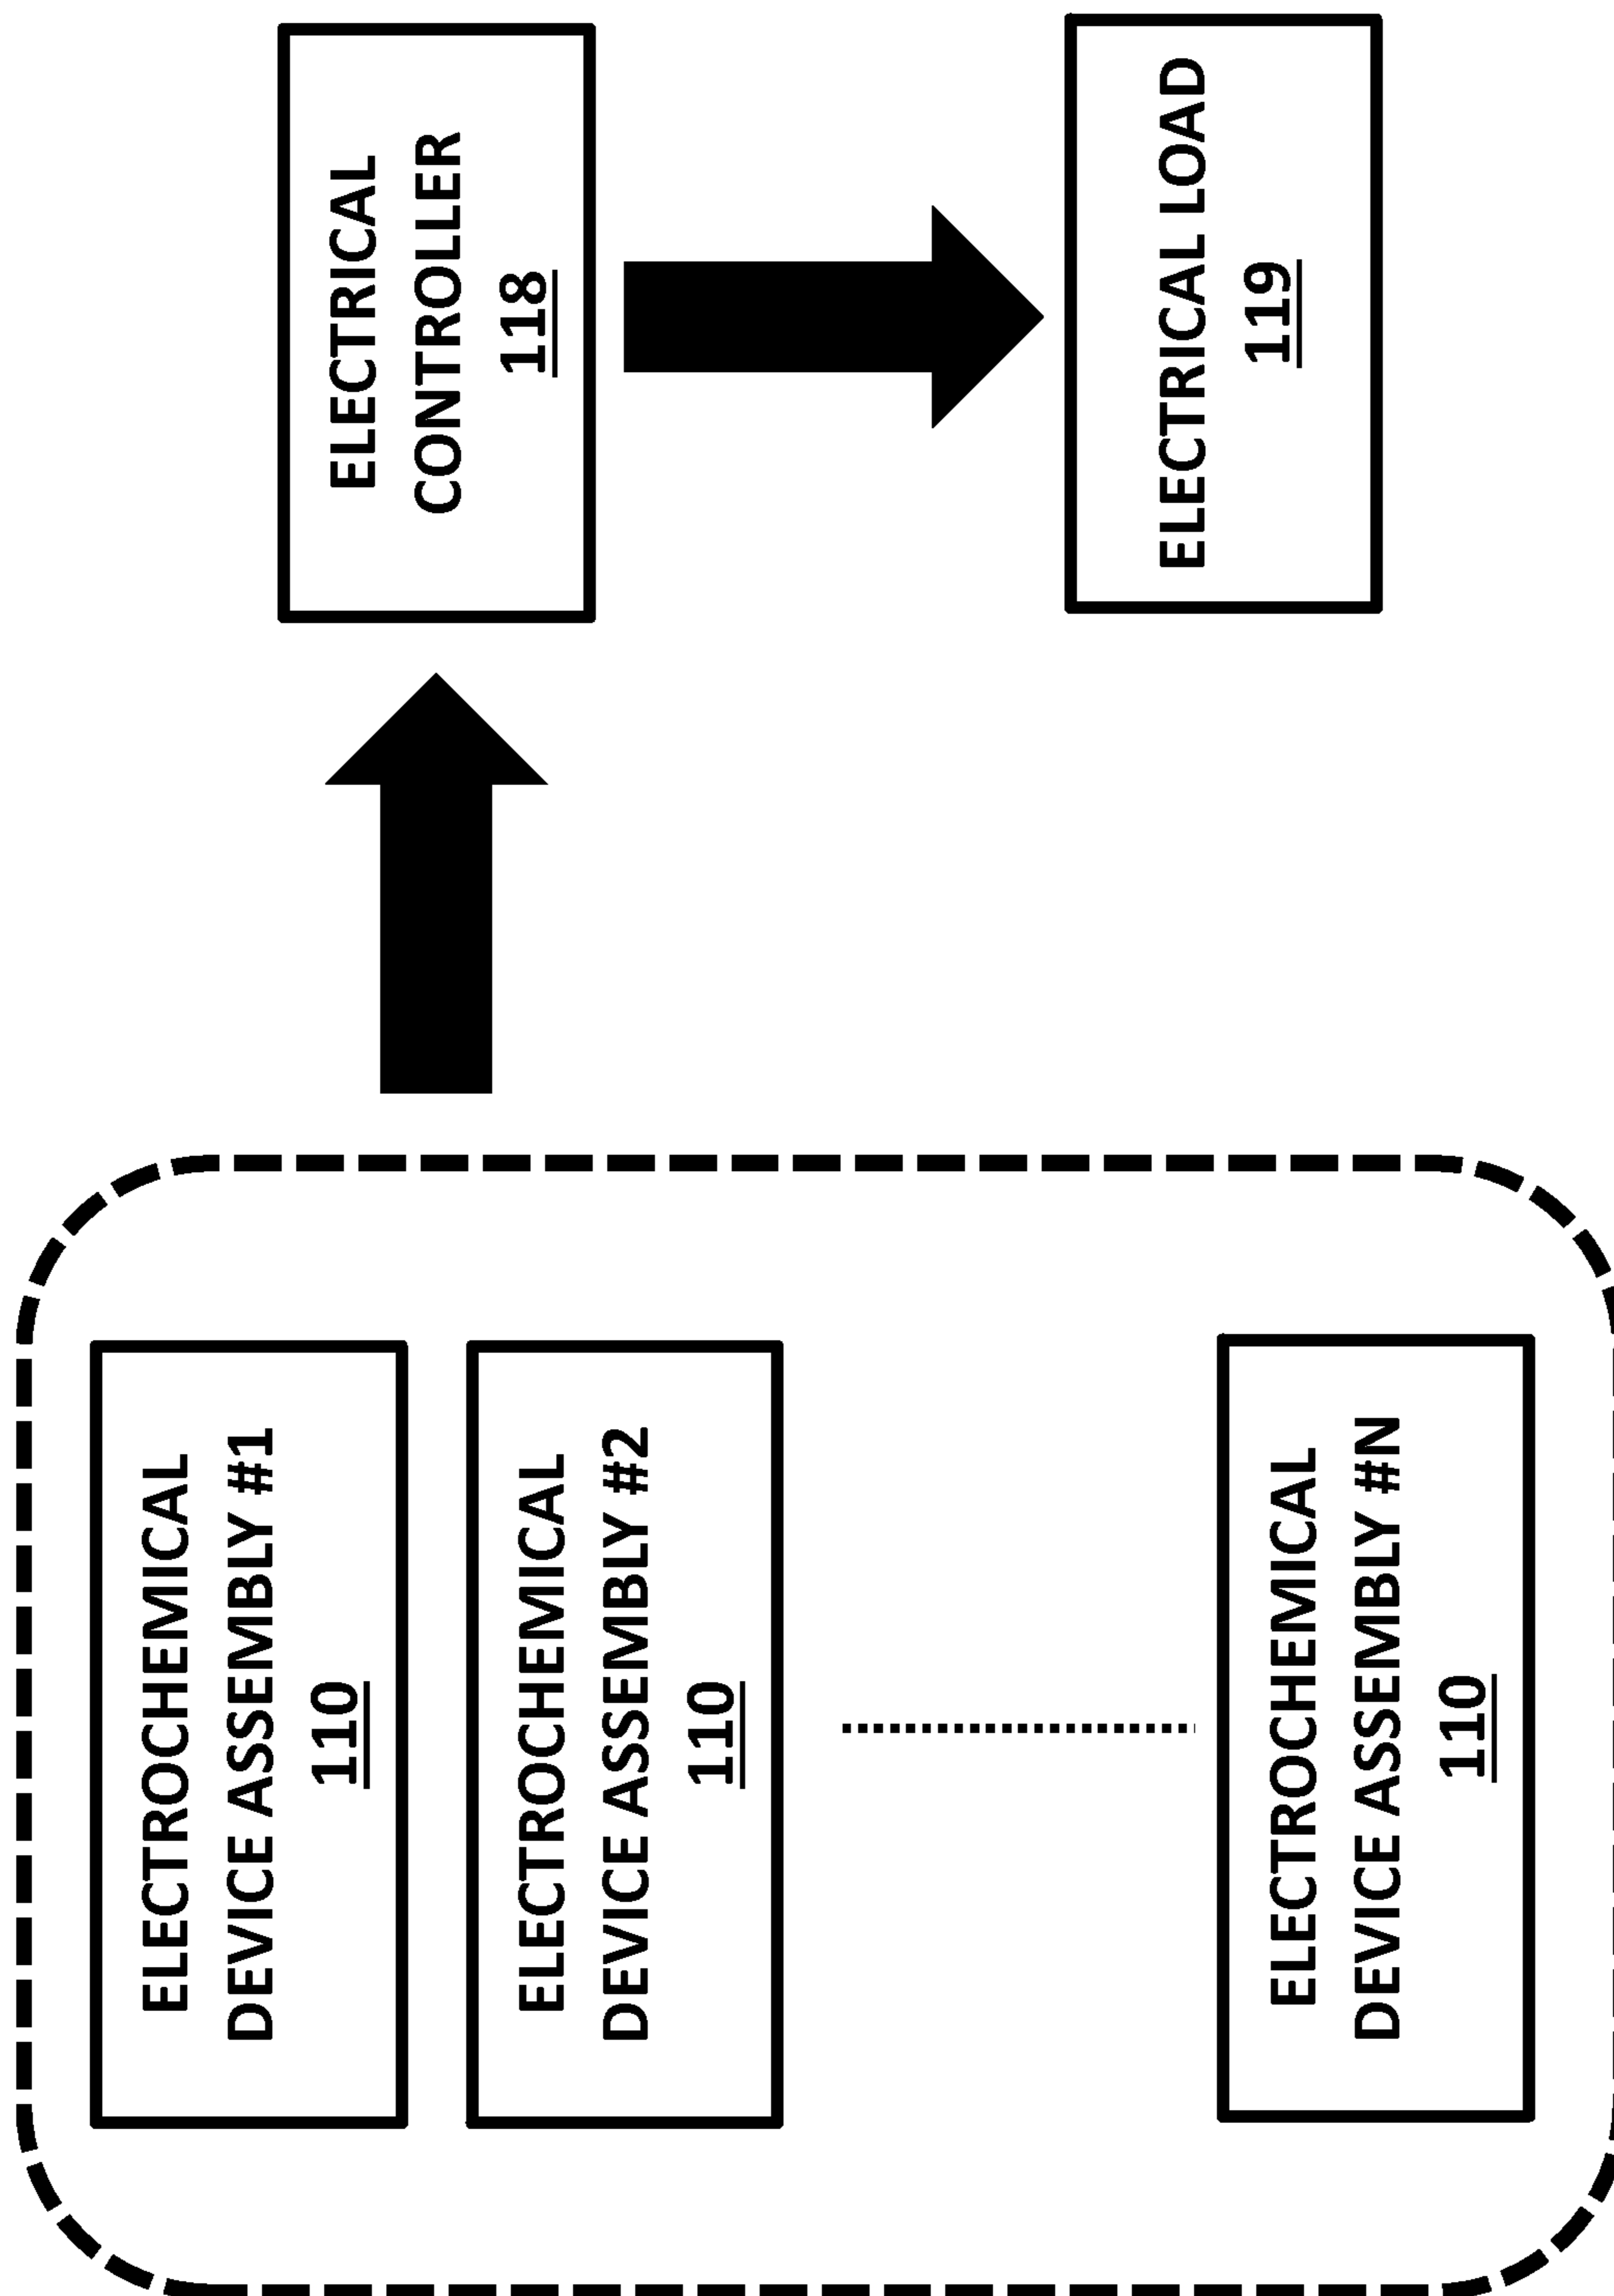 ELECTROCHEMICAL
DEVICE ASSEMBLY #1
110
ELECTROCHEMICAL
DEVICE ASSEMBLY #2
110
ELECTROCHEMICAL
DEVICE ASSEMBLY #N
110
ELECTRICAL
CONTROLLER
118
ELECTRICAL LOAD
119